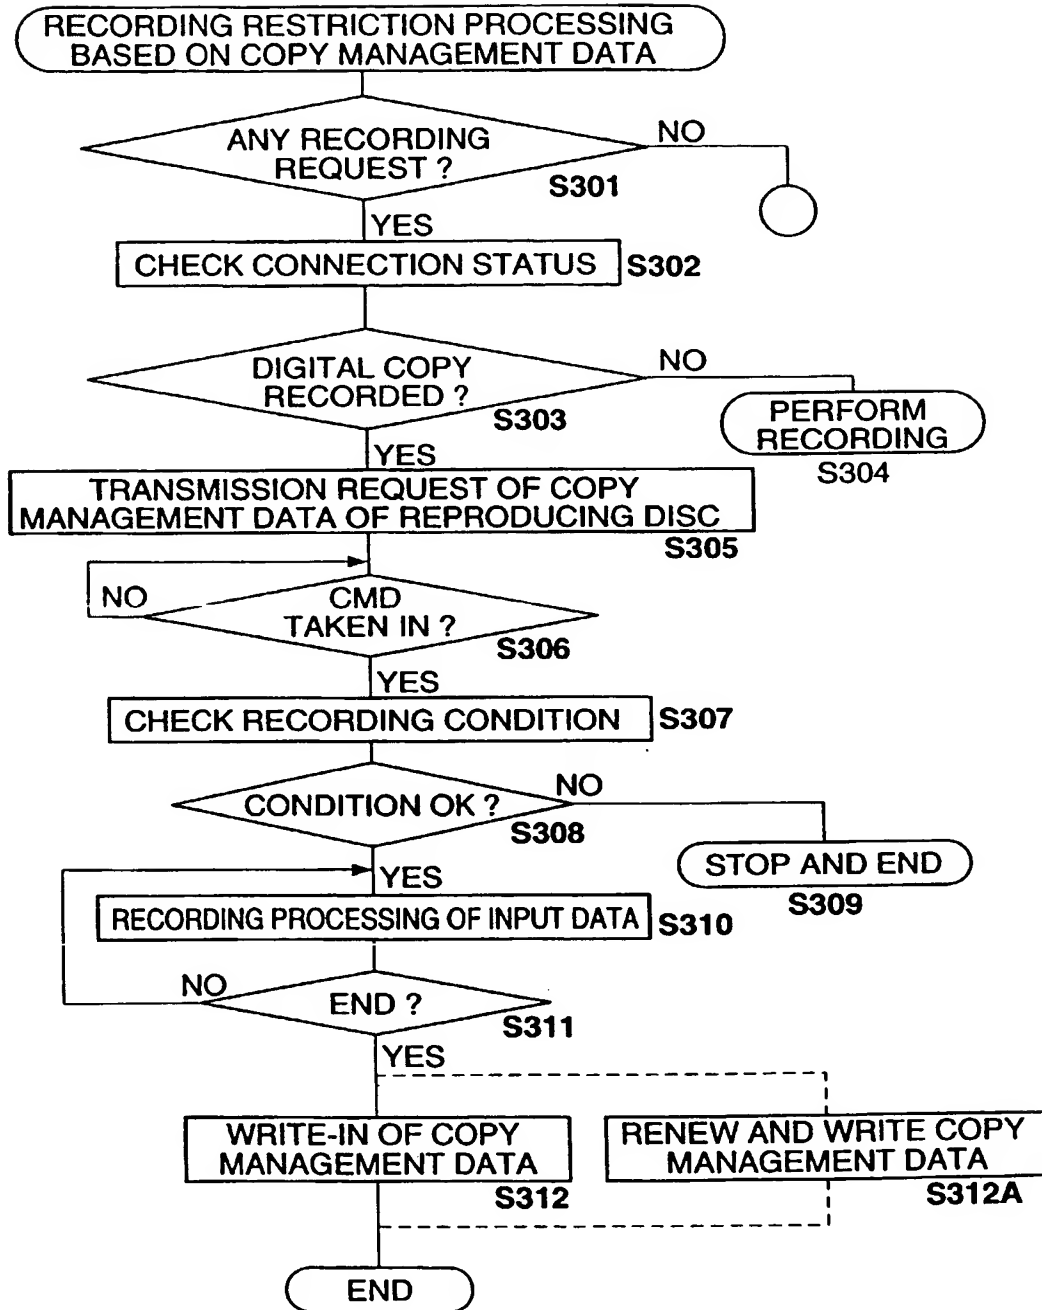 RECORDING RESTRICTION PROCESSING
BASED ON COPY MANAGEMENT DATA
ANY RECORDING
REQUEST ?
S301
NO
YES
CHECK CONNECTION STATUS
S302
DIGITAL COPY
RECORDED ?
S303
NO
PERFORM
RECORDING
S304
YES
TRANSMISSION REQUEST OF COPY
MANAGEMENT DATA OF REPRODUCING DISC
S305
NO
CMD
TAKEN IN ?
S306
YES
CHECK RECORDING CONDITION
S307
CONDITION OK ?
S308
NO
STOP AND END
S309
YES
RECORDING PROCESSING OF INPUT DATA
S310
NO
END ?
S311
YES
WRITE-IN OF COPY
MANAGEMENT DATA
S312
RENEW AND WRITE COPY
MANAGEMENT DATA
S312A
END